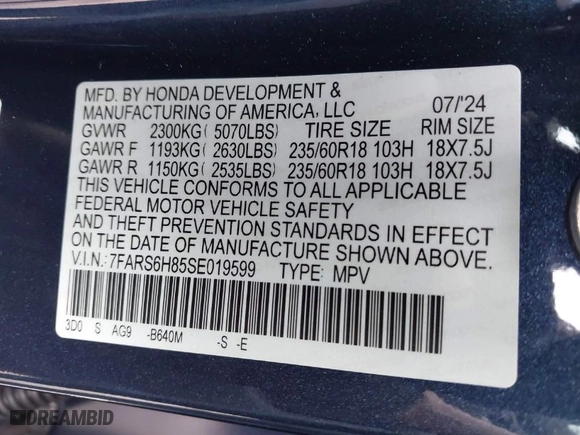 MFD. BY HONDA DEVELOPMENT &
MANUFACTURING OF AMERICA, LLC 07/'24
GVWR 2300KG( 5070LBS) TIRE SIZE RIM SIZE
GAWR F 1193KG( 2630LBS) 235/60R18 103H 18X7.5J
GAWR R 1150KG( 2535LBS) 235/60R18 103H 18X7.5J
THIS VEHICLE CONFORMS TO ALL APPLICABLE
FEDERAL MOTOR VEHICLE SAFETY
AND THEFT PREVENTION STANDARDS IN EFFECT
ON THE DATE OF MANUFACTURE SHOWN ABOVE.
V.I.N.: 7FARS6H85SE019599 TYPE: MPV
3D0 S AG9 -B640M -S -E
DREAMBID